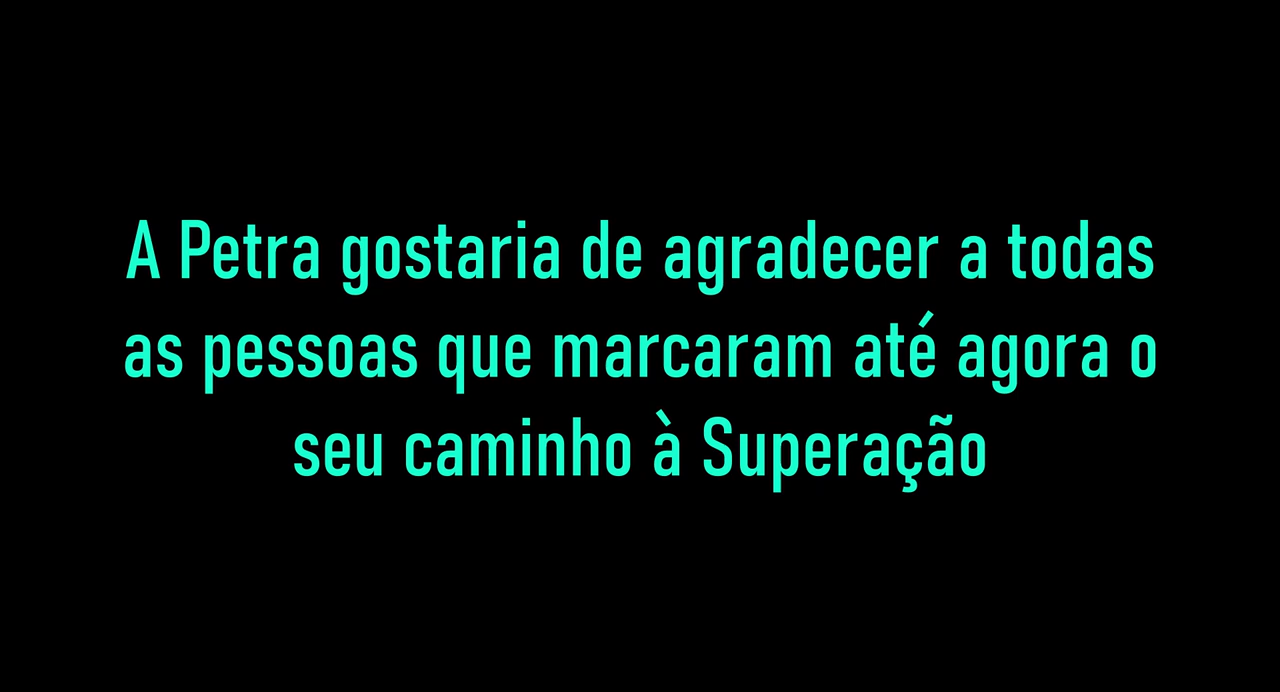 A Petra gostaria de agradecer a todas
as pessoas que marcaram até agora o
seu caminho à Superação